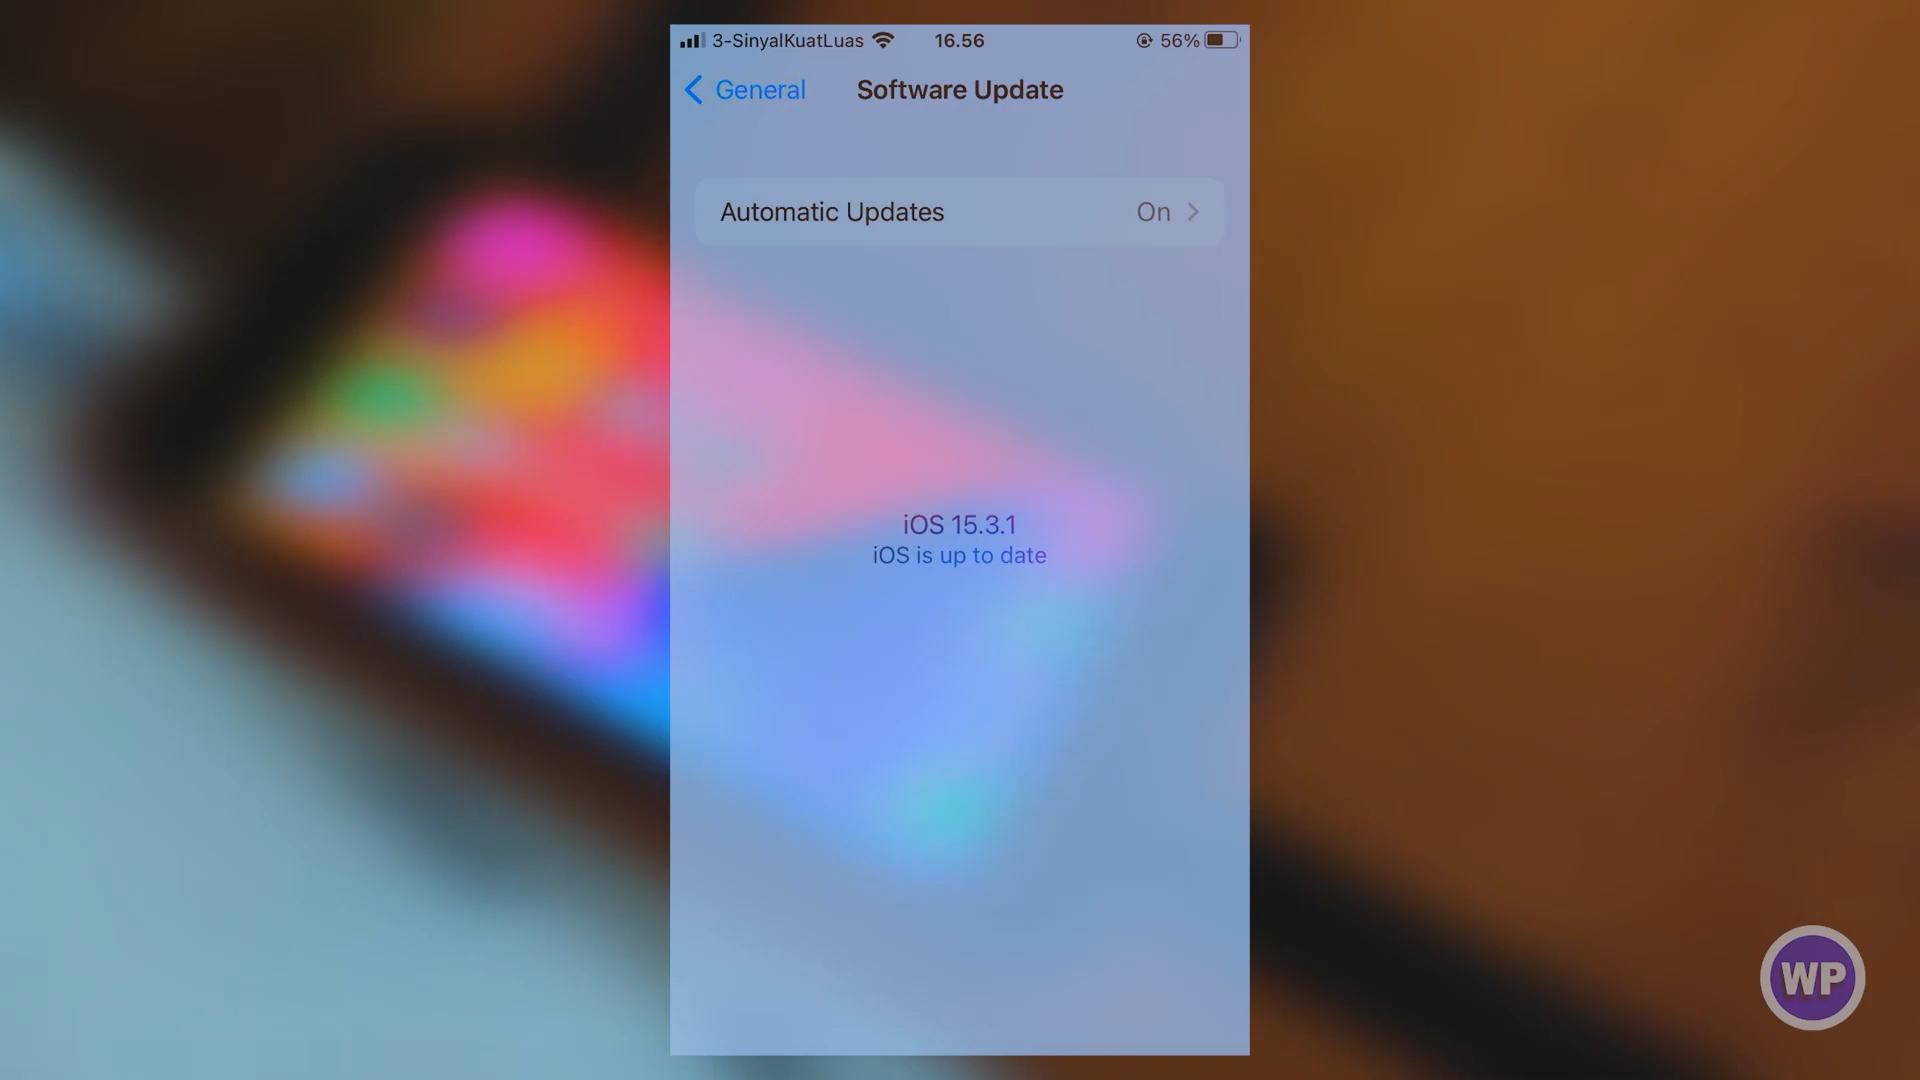 3-SinyalKuatLuas 16.56 56%
General Software Update
Automatic Updates On
iOS 15.3.1
iOS is up to date
WP